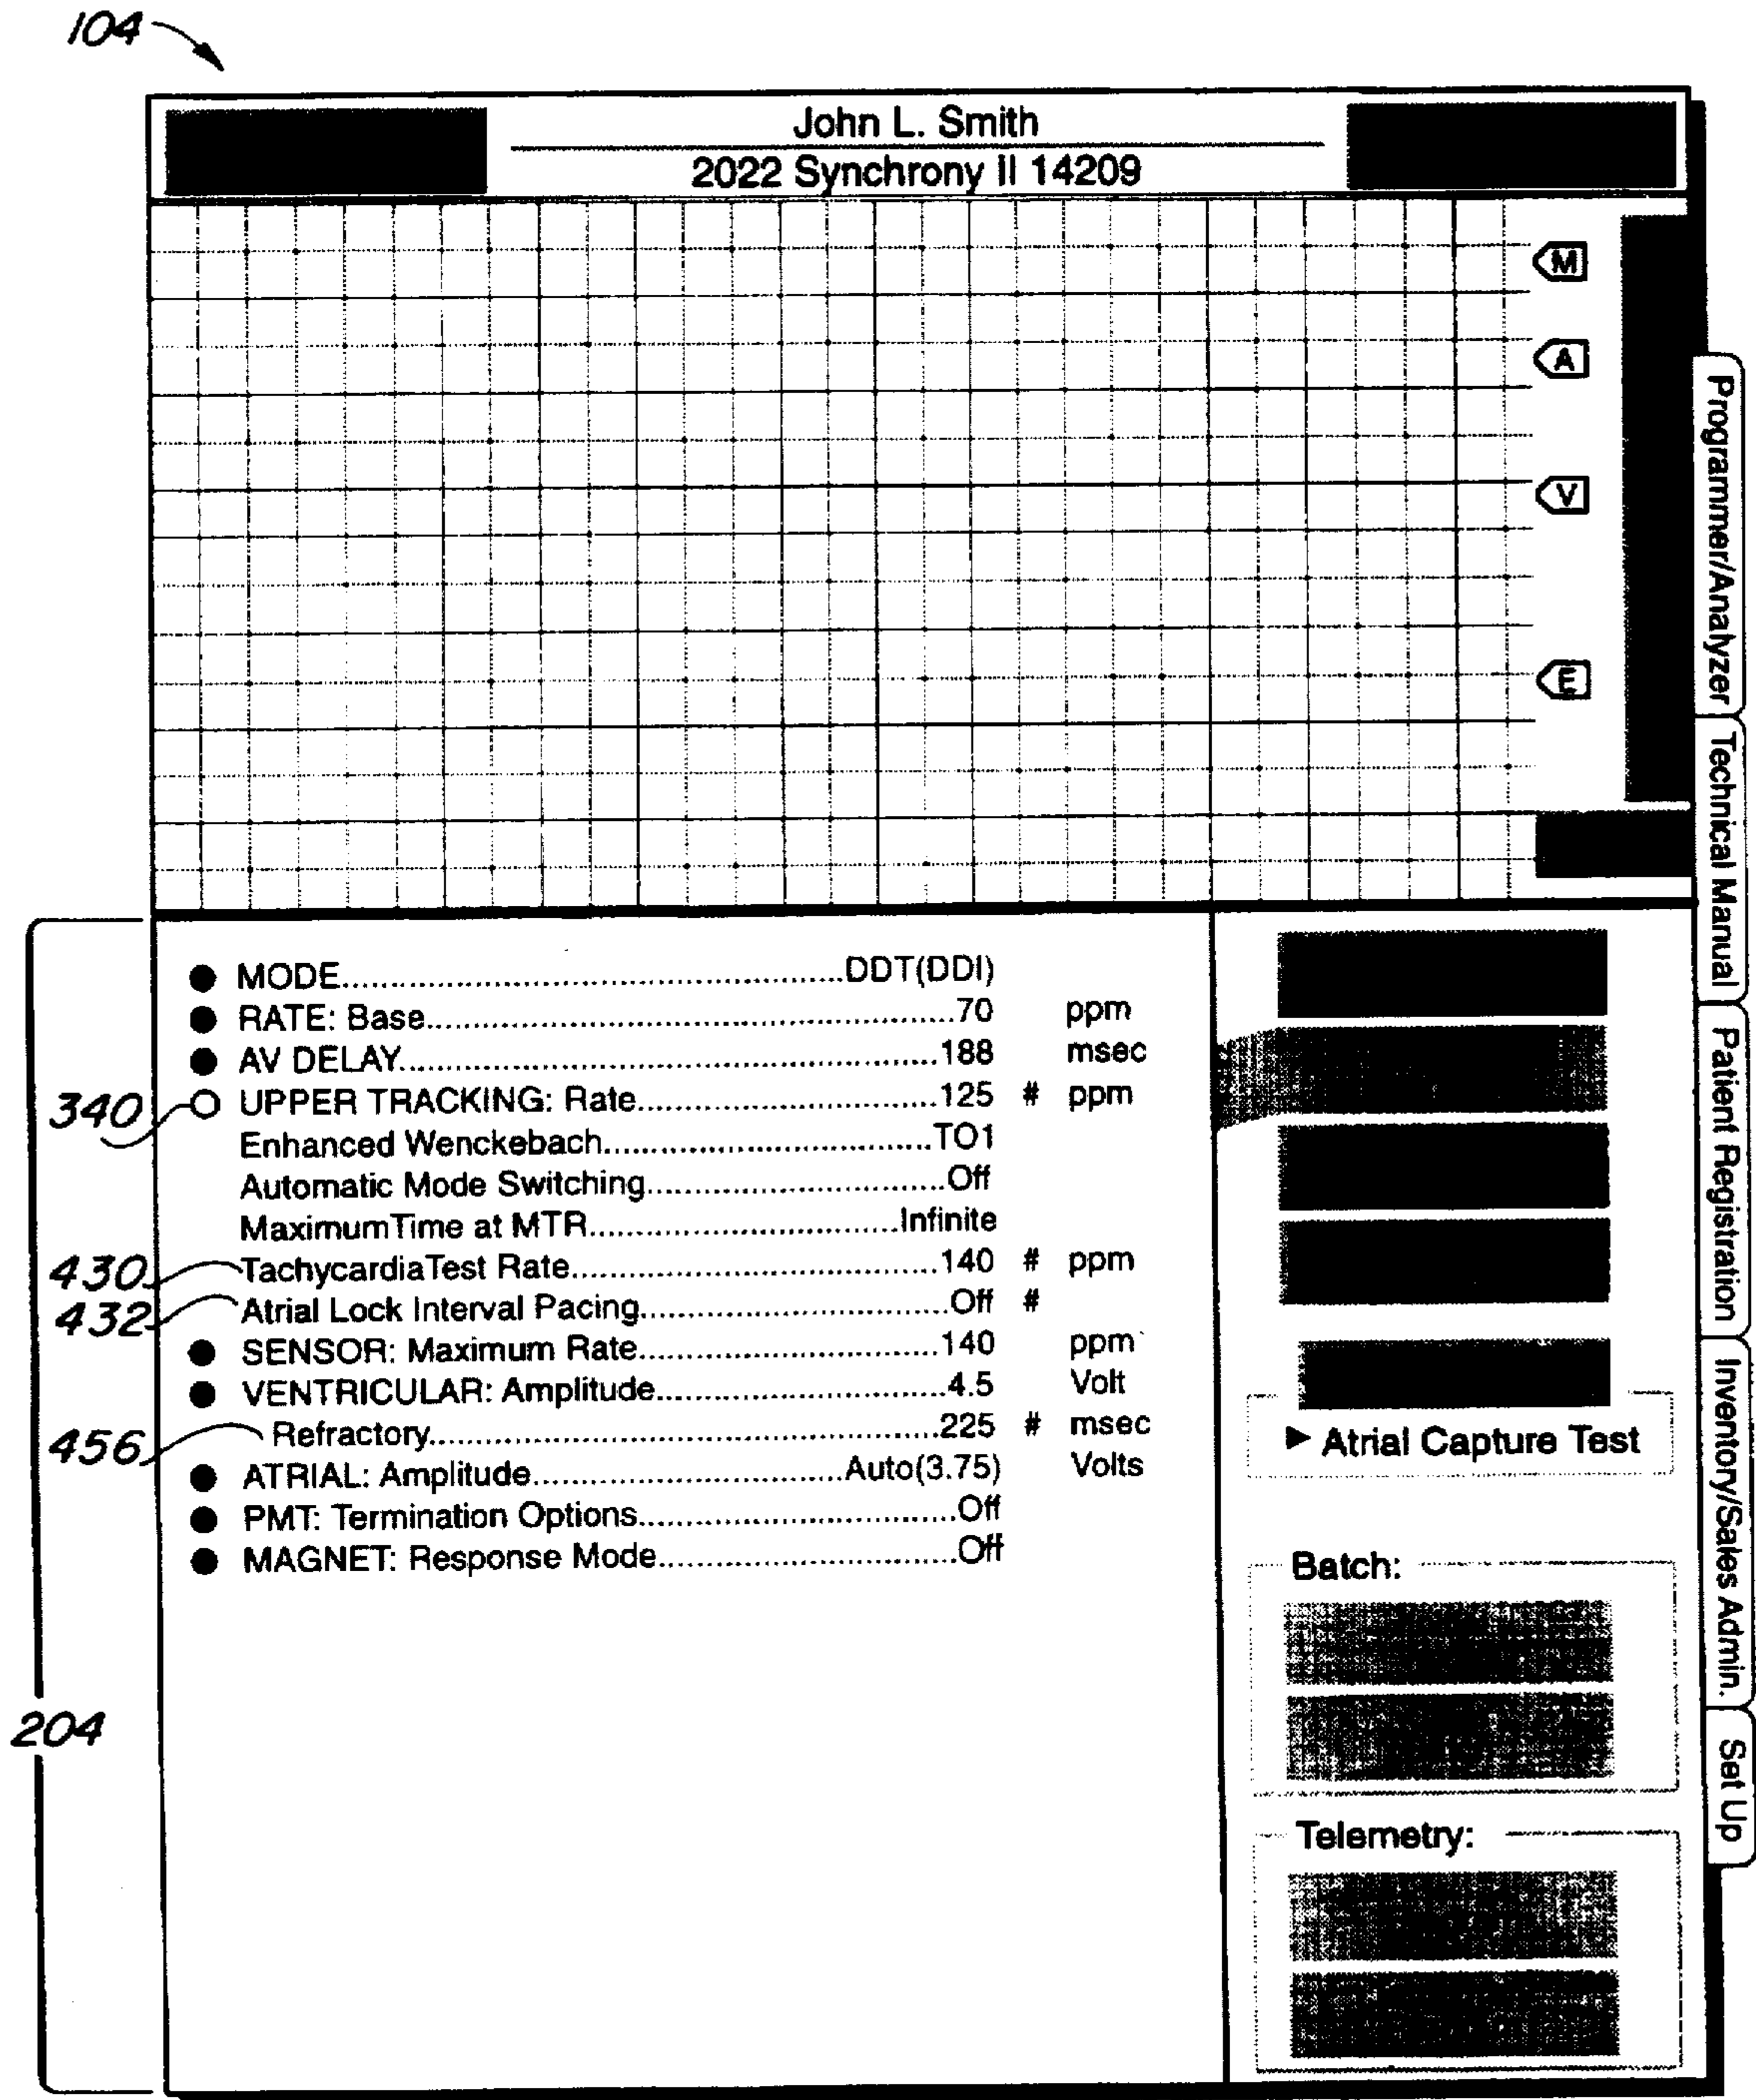 104
John L. Smith
2022 Synchrony II 14209
M
A
V
E
Programmer/Analyzer
Technical Manual
Patient Registration
Inventory/Sales Admin.
Set Up
204
MODE..........DDT(DDI)
RATE: Base..........70 ppm
AV DELAY..........188 msec
340 UPPER TRACKING: Rate..........125 # ppm
Enhanced Wenckebach..........TO1
Automatic Mode Switching..........Off
MaximumTime at MTR..........Infinite
430 TachycardiaTest Rate..........140 # ppm
432 Atrial Lock Interval Pacing..........Off #
SENSOR: Maximum Rate..........140 ppm
VENTRICULAR: Amplitude..........4.5 Volt
456 Refractory..........225 # msec
ATRIAL: Amplitude..........Auto(3.75) Volts
PMT: Termination Options..........Off
MAGNET: Response Mode..........Off
► Atrial Capture Test
Batch:
Telemetry: